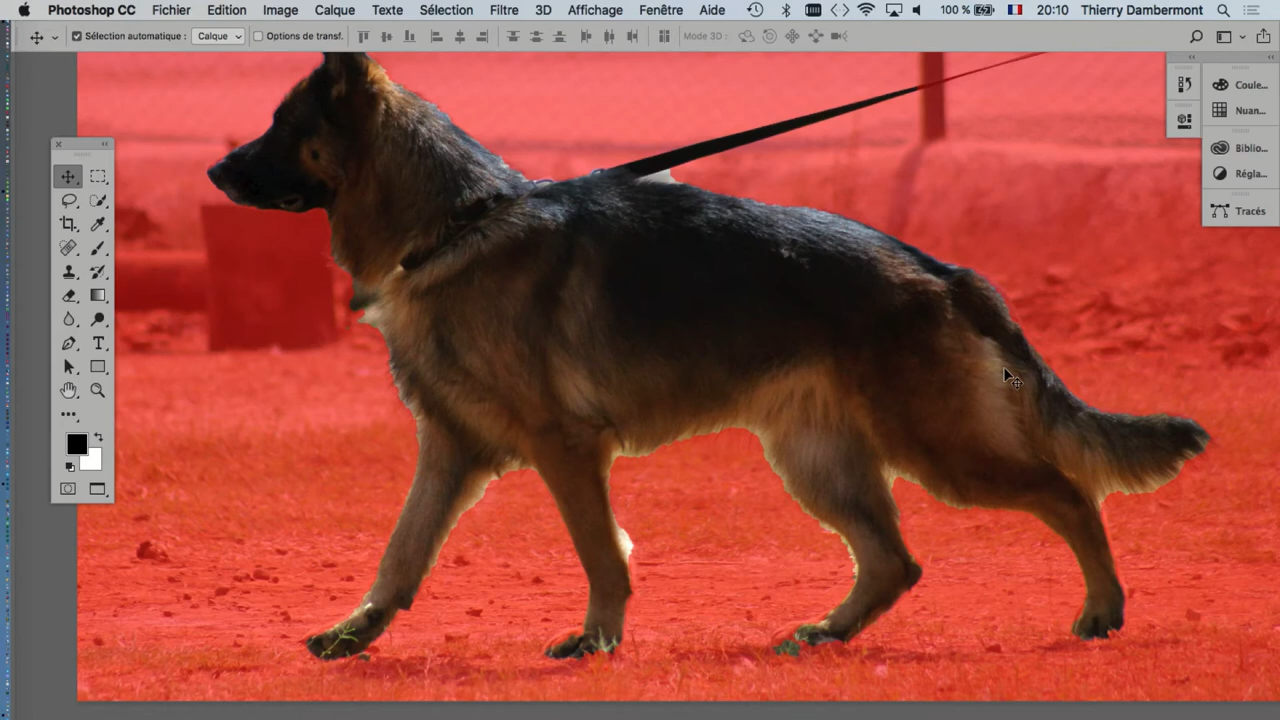 Photoshop CC Fichier Edition Image Calque Texte Sélection Filtre 3D Affichage Fenêtre Aide 100 % 20:10 Thierry Dambermont
Sélection automatique : Calque Options de transf. Mode 3D :
Coule...
Nuan...
Biblio...
Régla...
Tracés